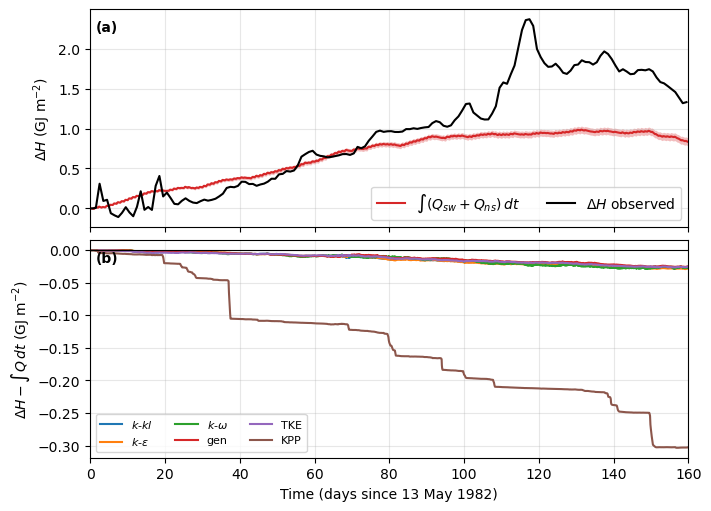 (a)
2.0
1.5
1.0
0.5
0.0
ΔH (GJ m⁻²)
∫(Q_sw + Q_ns) dt
ΔH observed
(b)
0.00
−0.05
−0.10
−0.15
−0.20
−0.25
−0.30
ΔH − ∫ Q dt (GJ m⁻²)
k-kl k-ω TKE
k-ε gen KPP
0 20 40 60 80 100 120 140 160
Time (days since 13 May 1982)